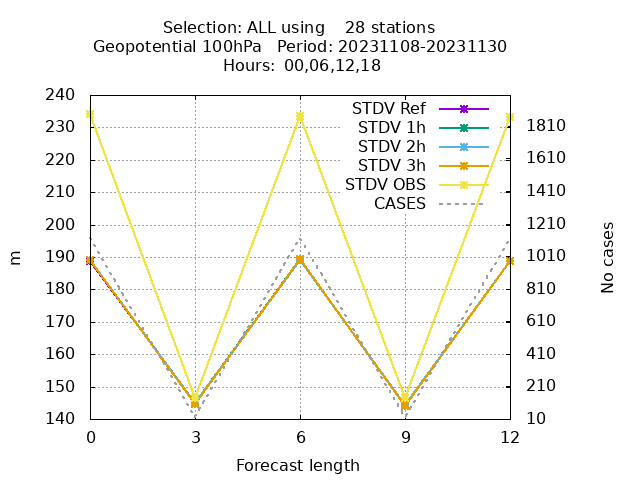 Selection: ALL using    28 stations
Geopotential 100hPa   Period: 20231108-20231130
Hours:  00,06,12,18
STDV Ref
STDV 1h
STDV 2h
STDV 3h
STDV OBS
CASES
240
230
220
210
200
190
180
170
160
150
140
m
1810
1610
1410
1210
1010
810
610
410
210
10
No cases
0
3
6
9
12
Forecast length